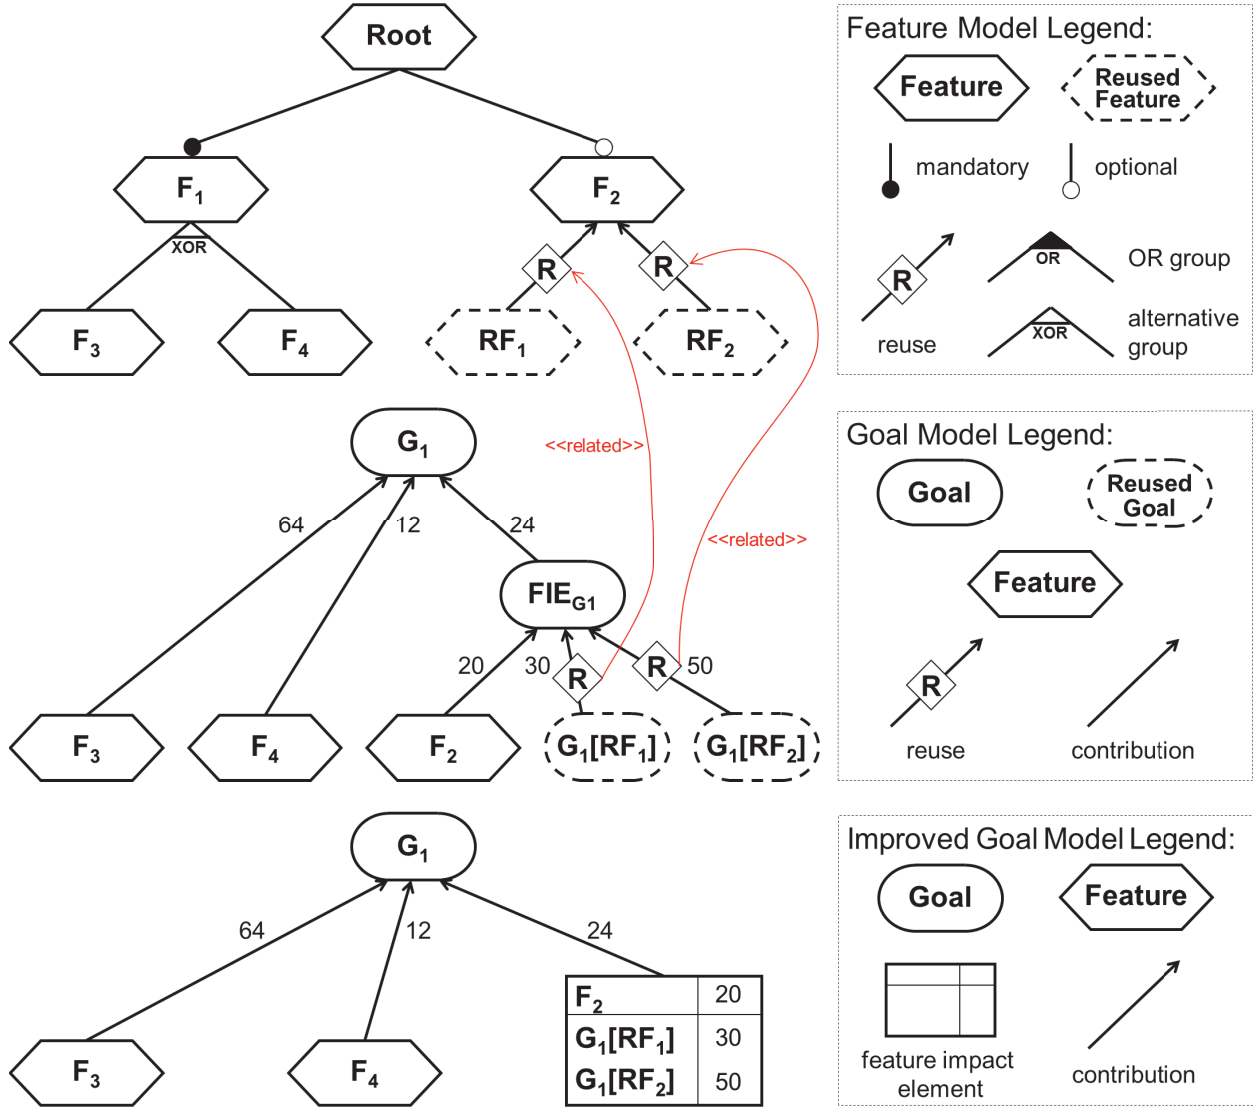 Root
F1
F2
XOR
R
R
F3
F4
RF1
RF2
Feature Model Legend:
Feature
Reused
Feature
mandatory
optional
R
reuse
OR
OR group
XOR
alternative
group
G1
64
12
24
<<related>>
<<related>>
FIEG1
20
30
R
R
50
F3
F4
F2
G1[RF1]
G1[RF2]
Goal Model Legend:
Goal
Reused
Goal
Feature
R
reuse
contribution
G1
64
12
24
F3
F4
F2 20
G1[RF1] 30
G1[RF2] 50
Improved Goal Model Legend:
Goal
Feature
feature impact
element
contribution